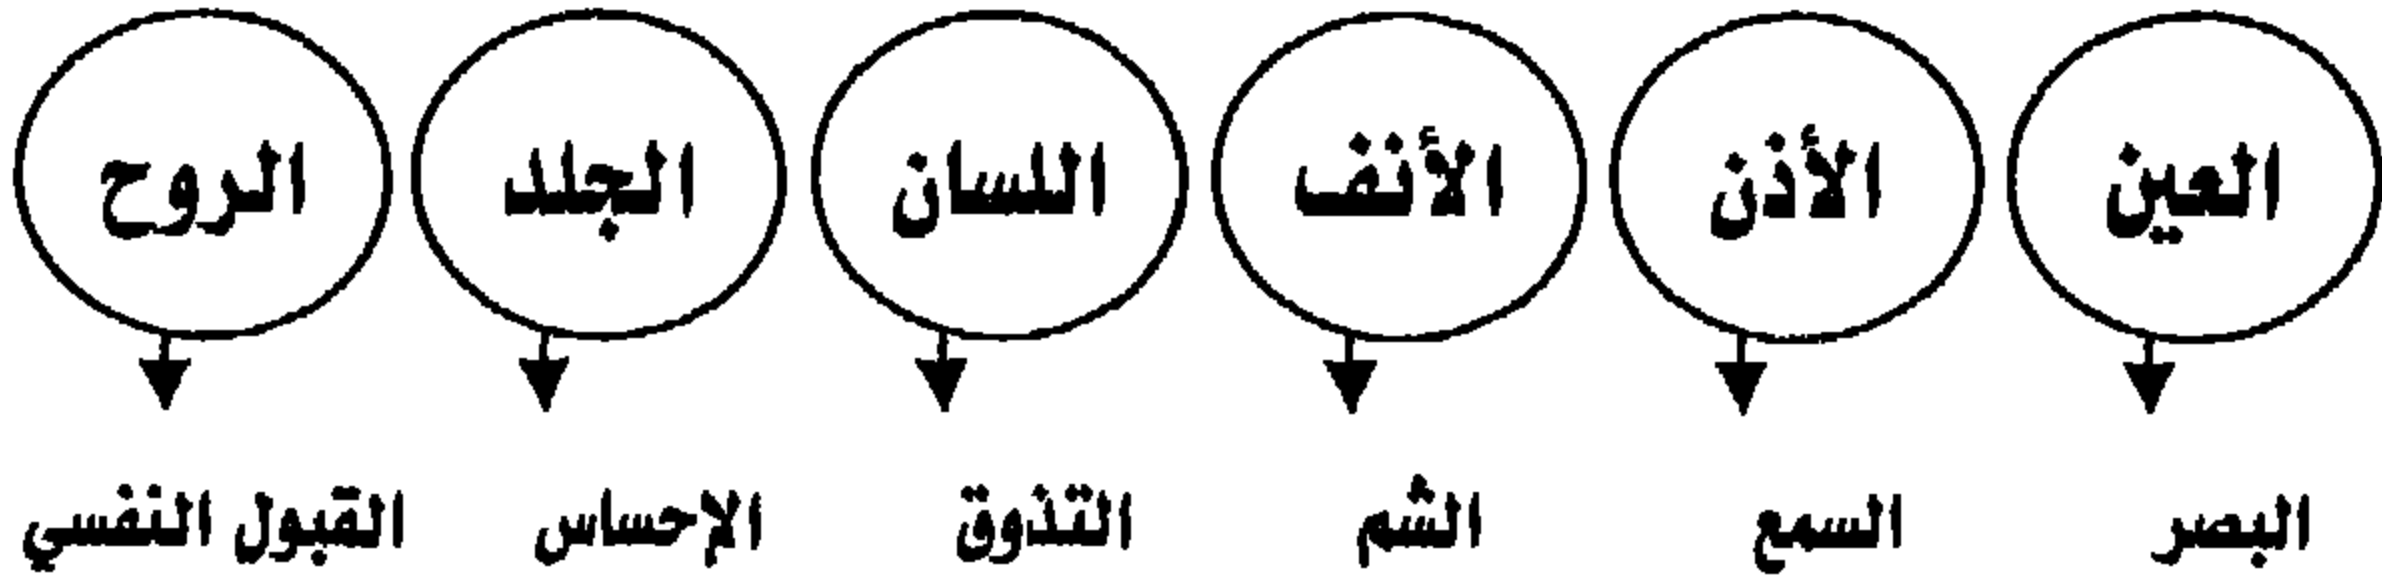 العين الأذن الأنف اللسان الجلد الروح
البصر السمع الشم التذوق الإحساس القبول النفسي